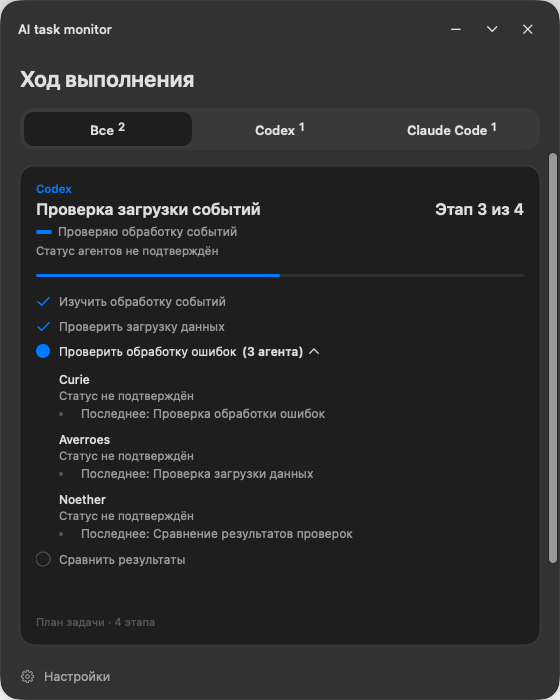 AI task monitor
Ход выполнения
Все 2
Codex 1
Claude Code 1
Codex
Проверка загрузки событий
Этап 3 из 4
Проверяю обработку событий
Статус агентов не подтверждён
Изучить обработку событий
Проверить загрузку данных
Проверить обработку ошибок (3 агента)
Curie
Статус не подтверждён
• Последнее: Проверка обработки ошибок
Averroes
Статус не подтверждён
• Последнее: Проверка загрузки данных
Noether
Статус не подтверждён
• Последнее: Сравнение результатов проверок
Сравнить результаты
План задачи · 4 этапа
Настройки